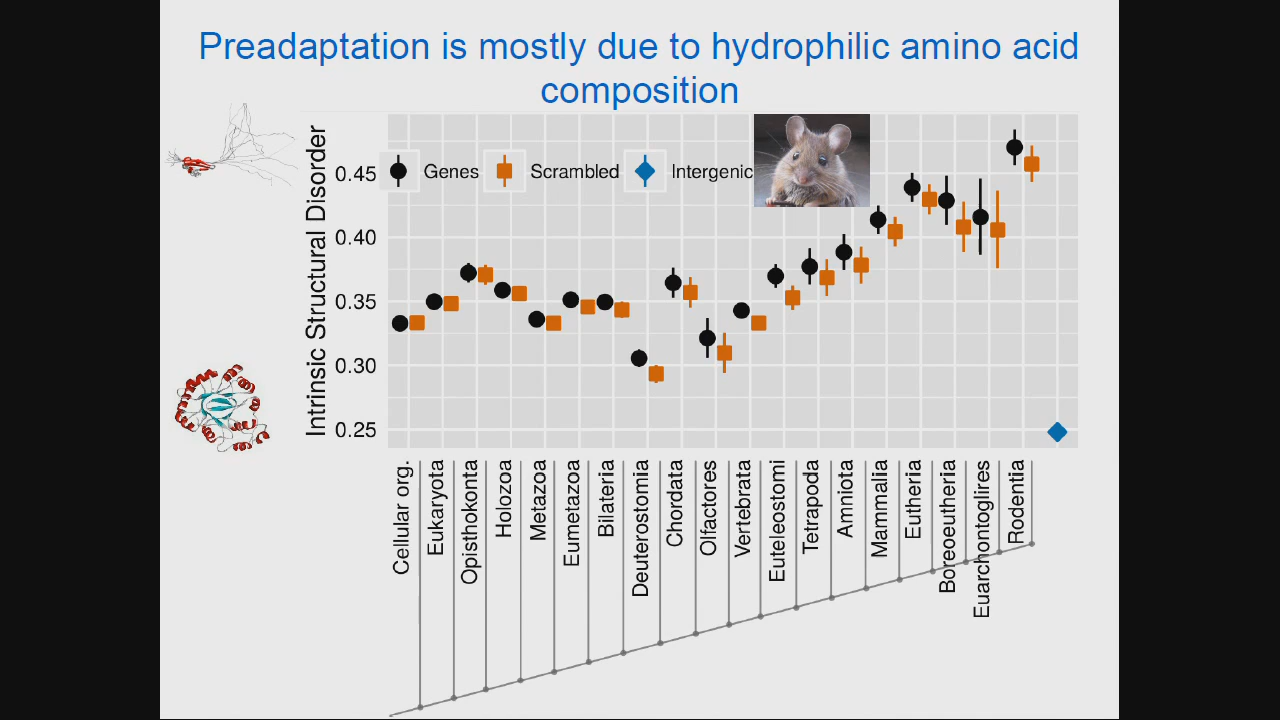 Preadaptation is mostly due to hydrophilic amino acid
composition
Intrinsic Structural Disorder
Genes
Scrambled
Intergenic
0.45
0.40
0.35
0.30
0.25
Cellular org.
Eukaryota
Opisthokonta
Holozoa
Metazoa
Eumetazoa
Bilateria
Deuterostomia
Chordata
Olfactores
Vertebrata
Euteleostomi
Tetrapoda
Amniota
Mammalia
Eutheria
Boreoeutheria
Euarchontoglires
Rodentia